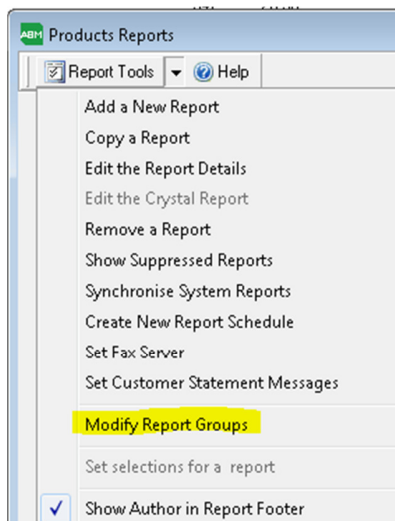 ABM Products Reports
Report Tools Help
Add a New Report
Copy a Report
Edit the Report Details
Edit the Crystal Report
Remove a Report
Show Suppressed Reports
Synchronise System Reports
Create New Report Schedule
Set Fax Server
Set Customer Statement Messages
Modify Report Groups
Set selections for a report
Show Author in Report Footer